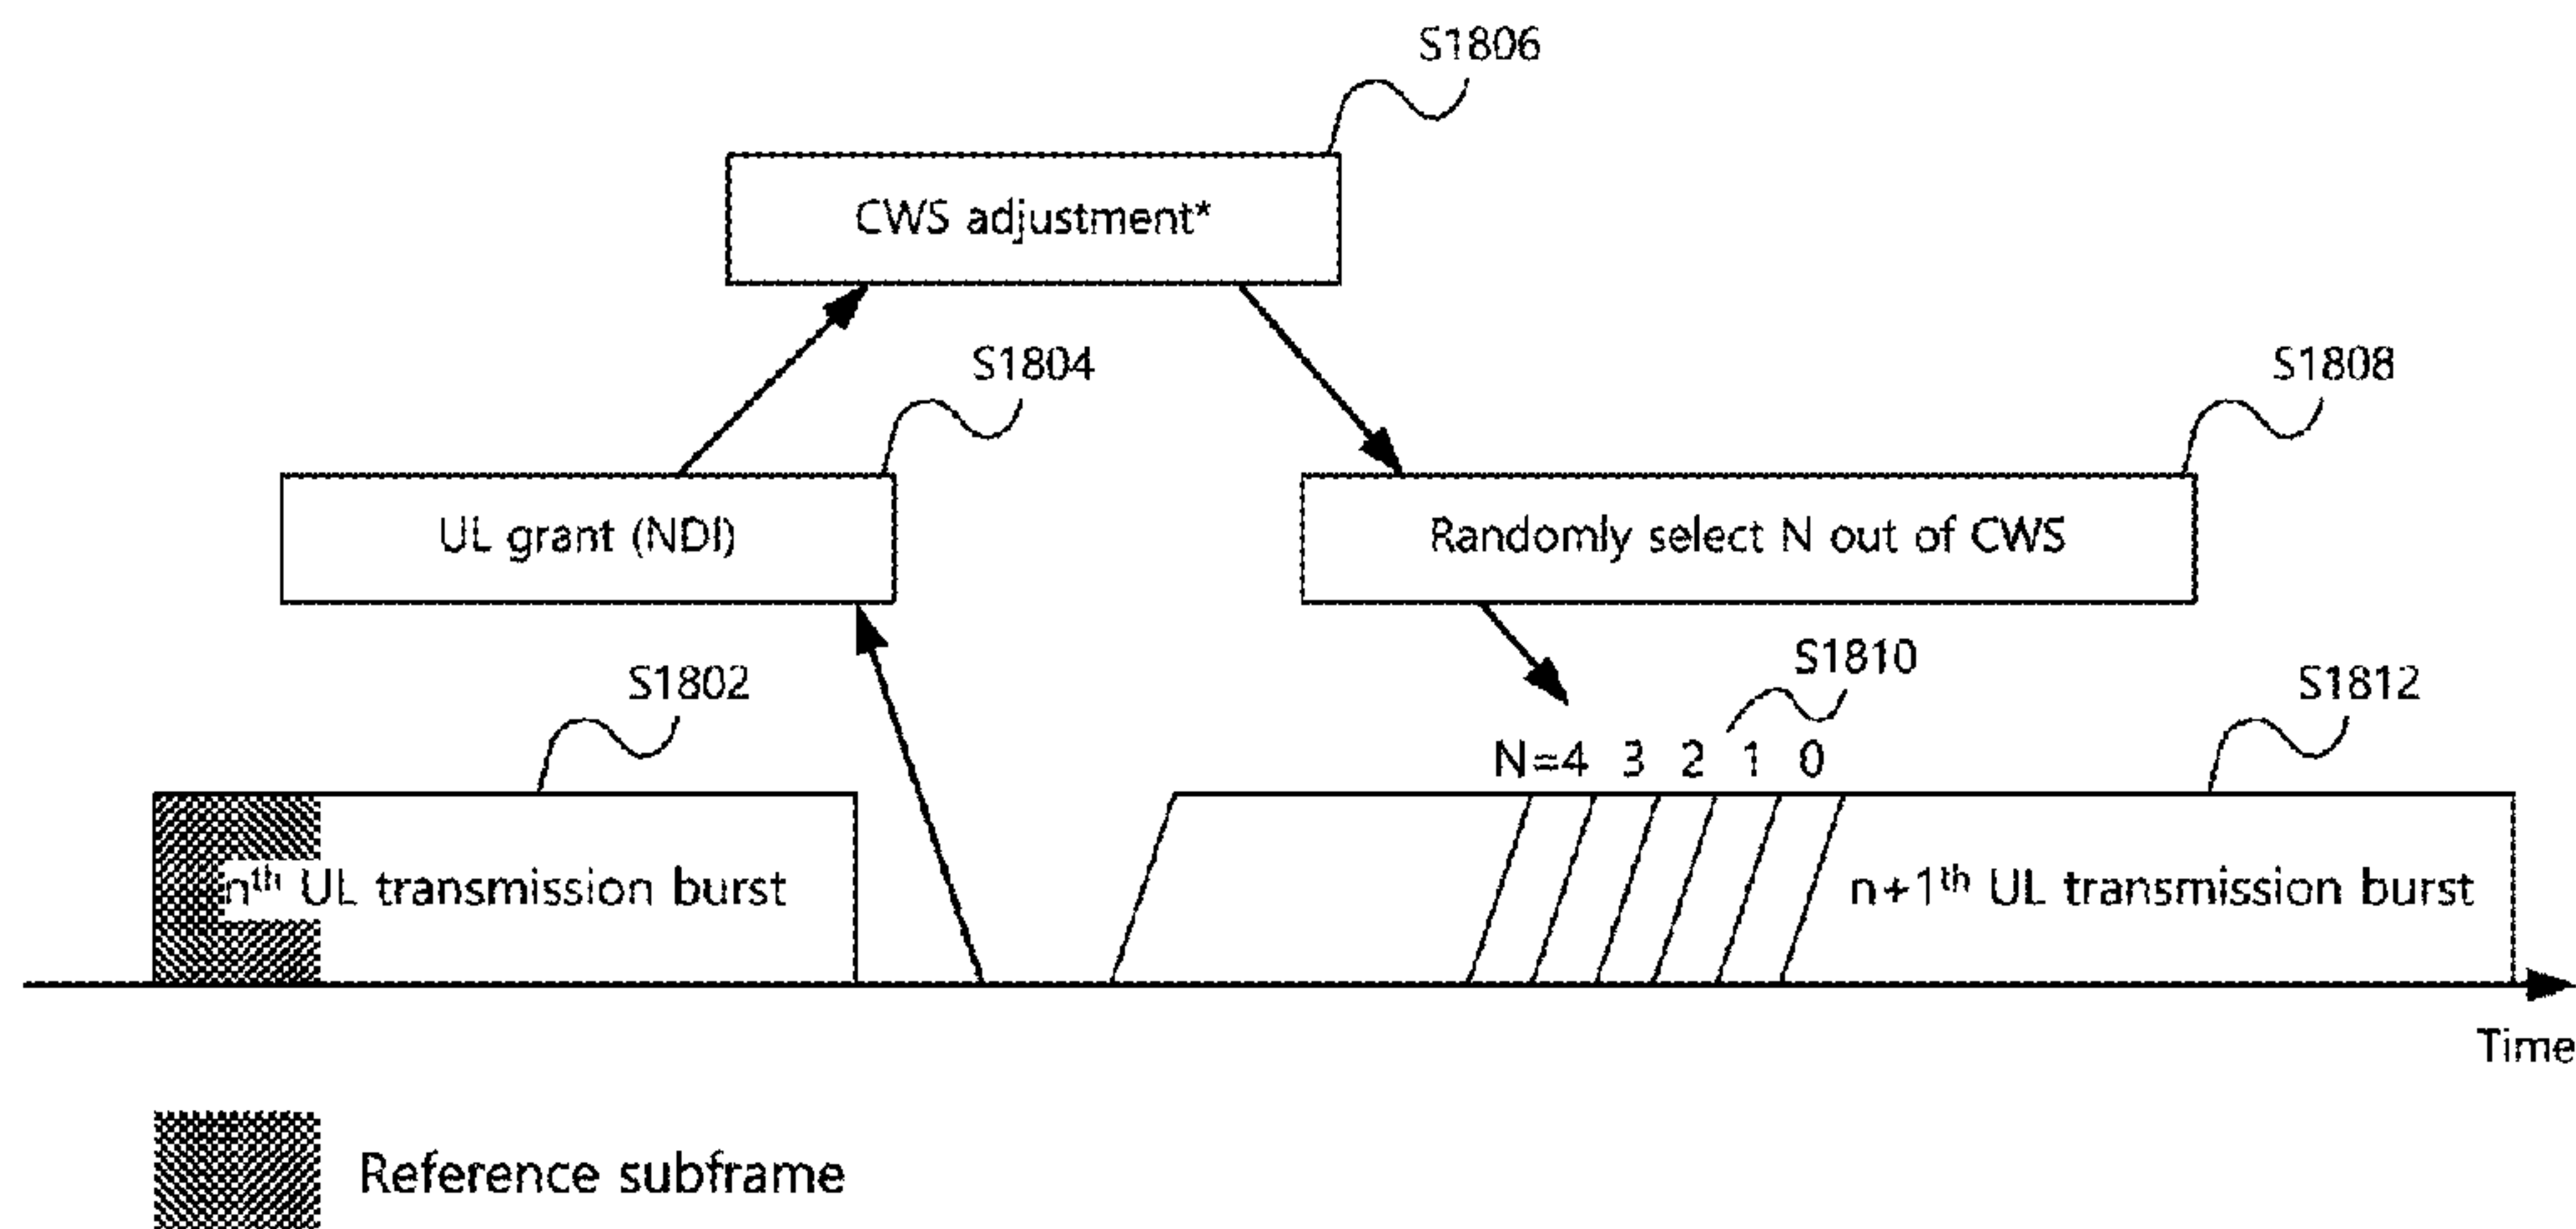 S1806
CWS adjustment*
S1804
S1808
UL grant (NDI)
Randomly select N out of CWS
S1802
S1810
S1812
N=4 3 2 1 0
nth UL transmission burst
n+1th UL transmission burst
Time
Reference subframe